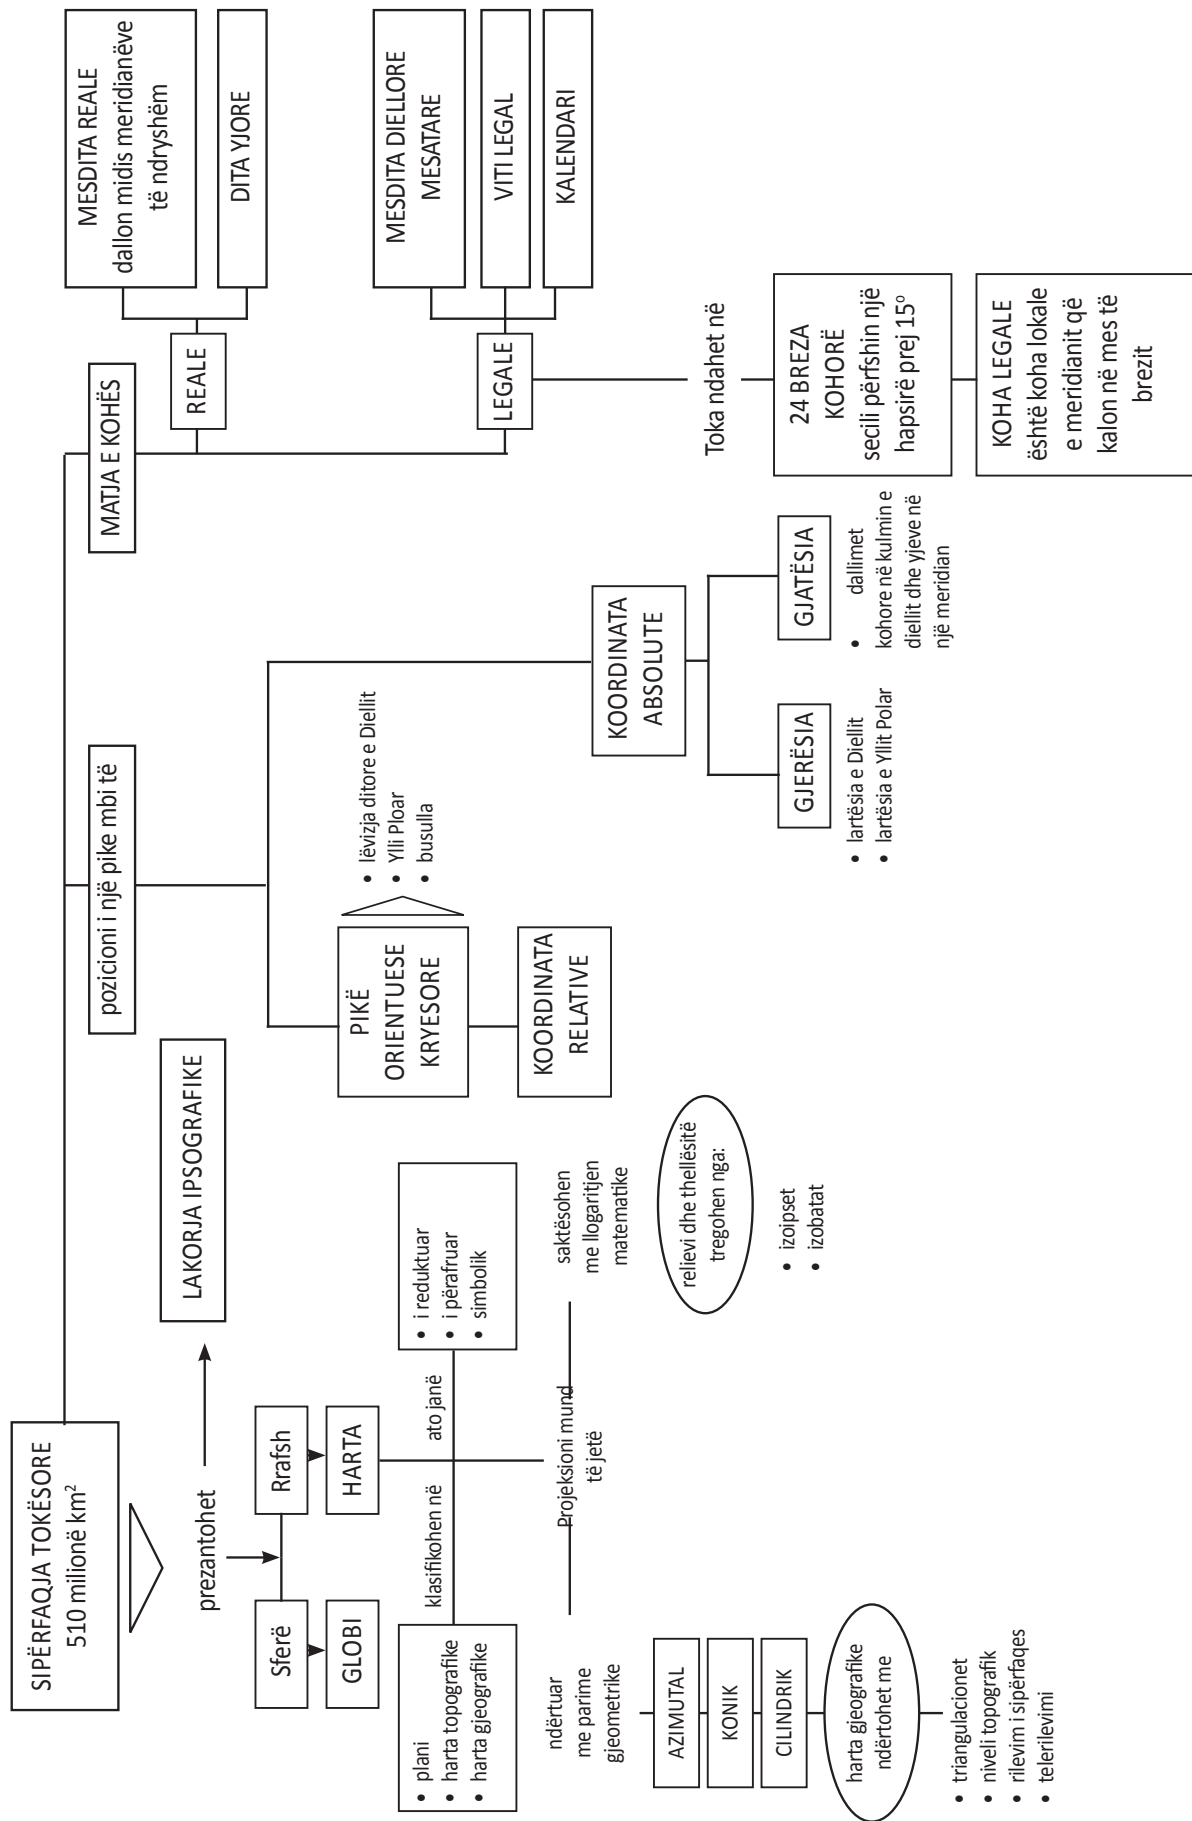 SIPËRFAQJA TOKËSORE
510 milionë km²
prezantohet
LAKORJA IPSOGRAFIKE
Sferë
Rrafsh
GLOBI
HARTA
klasifikohen në
ato janë
• plani
• harta topografike
• harta gjeografike
• i reduktuar
• i përafruar
• simbolik
Projeksioni mund
të jetë
ndërtuar
me parime
gjeometrike
saktësohen
me llogaritjen
matematike
AZIMUTAL
KONIK
CILINDRIK
harta gjeografike
ndërtohet me
• triangulacionet
• niveli topografik
• rilevim i sipërfaqes
• telerilevimi
relievi dhe thellësitë
tregohen nga:
• izoipset
• izobatat
pozicioni i një pike mbi të
PIKË
ORIENTUESE
KRYESORE
• lëvizja ditore e Diellit
• Ylli Ploar
• busulla
KOORDINATA
RELATIVE
KOORDINATA
ABSOLUTE
GJERËSIA
• lartësia e Diellit
• lartësia e Yllit Polar
GJATËSIA
• dallimet
kohore në kulmin e
diellit dhe yjeve në
një meridian
MATJA E KOHËS
REALE
MESDITA REALE
dallon midis meridianëve
të ndryshëm
DITA YJORE
LEGALE
MESDITA DIELLORE
MESATARE
VITI LEGAL
KALENDARI
Toka ndahet në
24 BREZA
KOHORË
secili përfshin një
hapsirë prej 15º
KOHA LEGALE
është koha lokale
e meridianit që
kalon në mes të
brezit